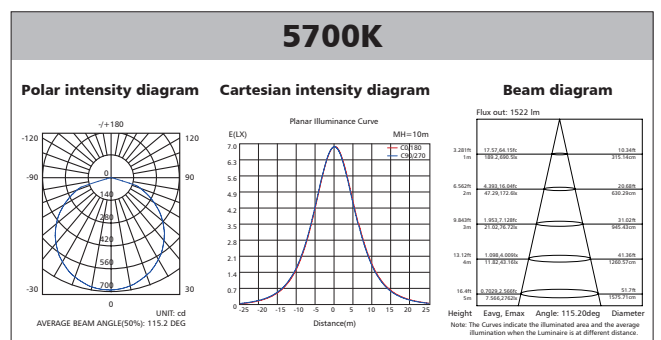 5700K
Polar intensity diagram
Cartesian intensity diagram
Beam diagram
-/+180
-120
120
-90
90
-30
30
0
0
140
280
420
560
700
UNIT: cd
AVERAGE BEAM ANGLE(50%): 115.2 DEG
Planar Illuminance Curve
E(LX)
MH=10m
C0/180
C90/270
7.0
6.3
5.6
4.9
4.2
3.5
2.8
2.1
1.4
0.7
0
-25 -20 -15 -10 -5 0 5 10 15 20 25
Distance(m)
Flux out: 1522 lm
3.281ft 17.57,64.15fc 10.34ft
1m 189.2,690.5lx 315.14cm
6.562ft 4.393,16.04fc 20.68ft
2m 47.29,172.6lx 630.29cm
9.843ft 1.953,7.128fc 31.02ft
3m 21.02,76.72lx 945.43cm
13.12ft 1.098,4.009lx 41.36ft
4m 11.82,43.16lx 1260.57cm
16.4ft 0.7029,2.566fc 51.7ft
5m 7.566,2762lx 1575.71cm
Height Eavg, Emax Angle: 115.20deg Diameter
Note: The Curves indicate the illuminated area and the average
illumination when the Luminaire is at different distance.